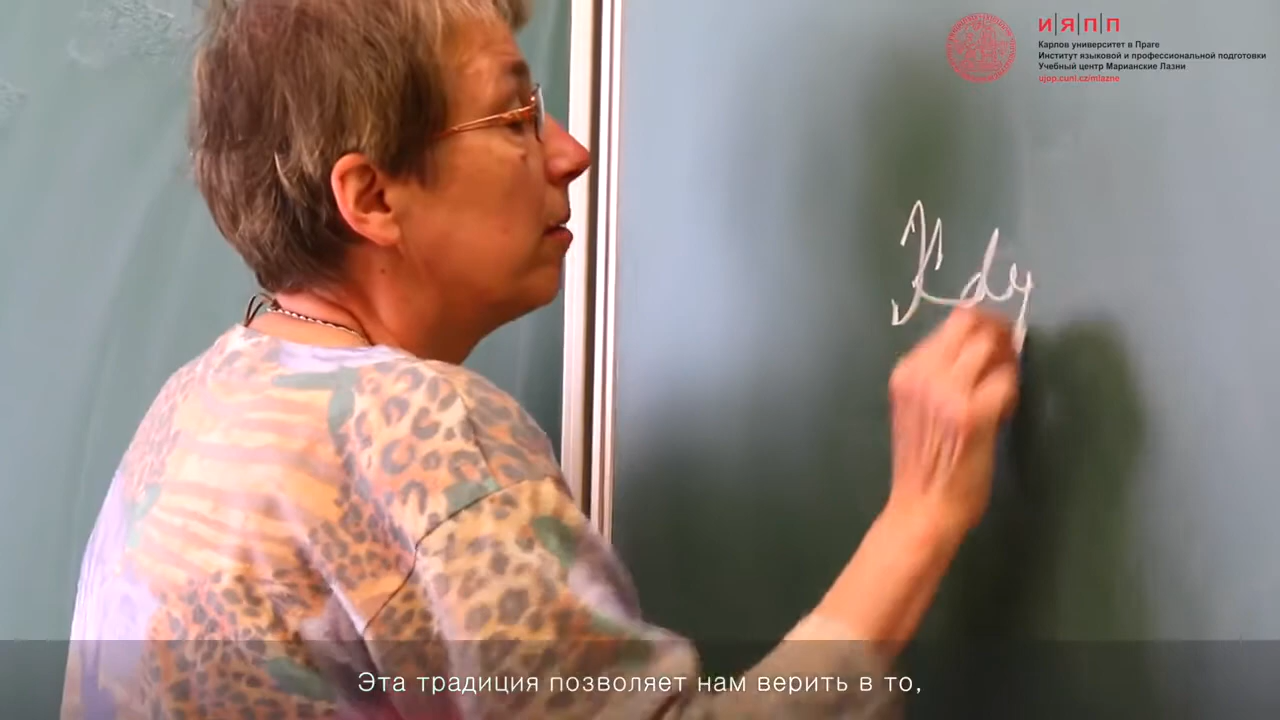 И|Я|П|П
Карлов университет в Праге
Институт языковой и профессиональной подготовки
Учебный центр Марианские Лазни
ujop.cuni.cz/mlazne
Kdy
Эта традиция позволяет нам верить в то,